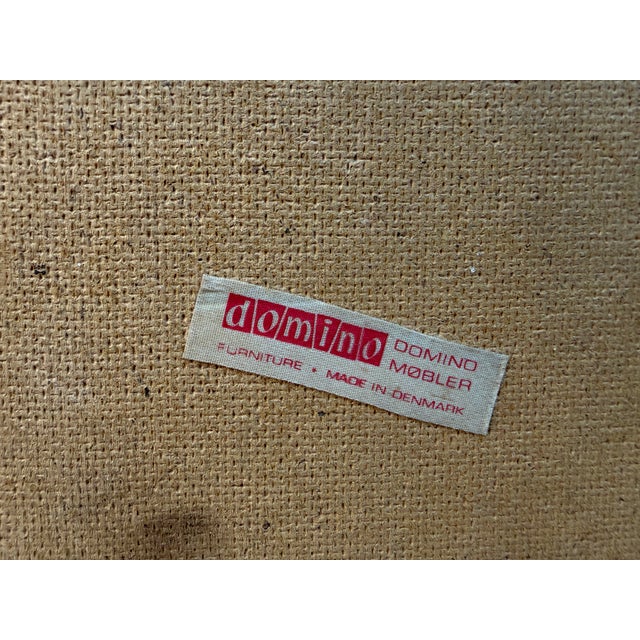 domino DOMINO
MØBLER
FURNITURE • MADE IN DENMARK